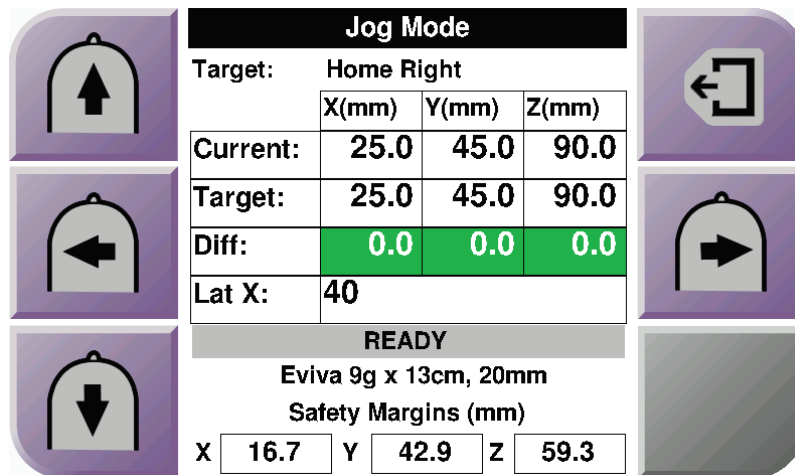 Jog Mode
Target: Home Right
X(mm) Y(mm) Z(mm)
Current: 25.0 45.0 90.0
Target: 25.0 45.0 90.0
Diff: 0.0 0.0 0.0
Lat X: 40
READY
Eviva 9g x 13cm, 20mm
Safety Margins (mm)
X 16.7 Y 42.9 Z 59.3